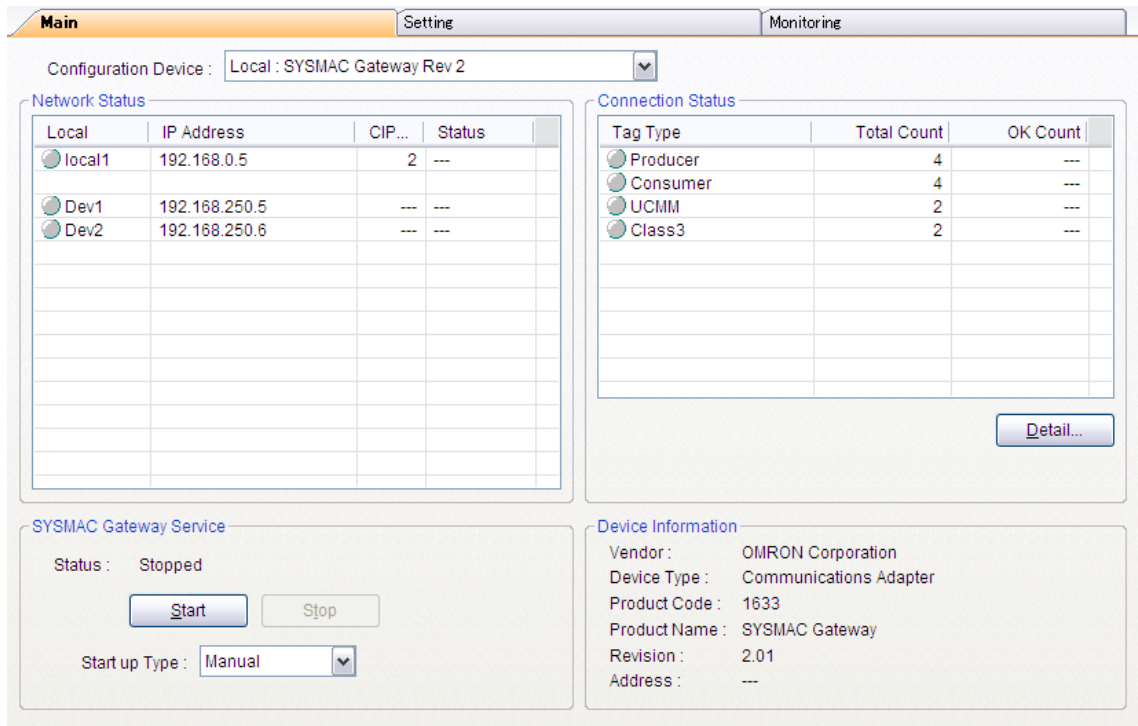 Main Setting Monitoring
Configuration Device : Local : SYSMAC Gateway Rev 2
Network Status
Local IP Address CIP... Status
local1 192.168.0.5 2 ---
Dev1 192.168.250.5 --- ---
Dev2 192.168.250.6 --- ---
Connection Status
Tag Type Total Count OK Count
Producer 4 ---
Consumer 4 ---
UCMM 2 ---
Class3 2 ---
Detail...
SYSMAC Gateway Service
Status : Stopped
Start Stop
Start up Type : Manual
Device Information
Vendor : OMRON Corporation
Device Type : Communications Adapter
Product Code : 1633
Product Name : SYSMAC Gateway
Revision : 2.01
Address : ---